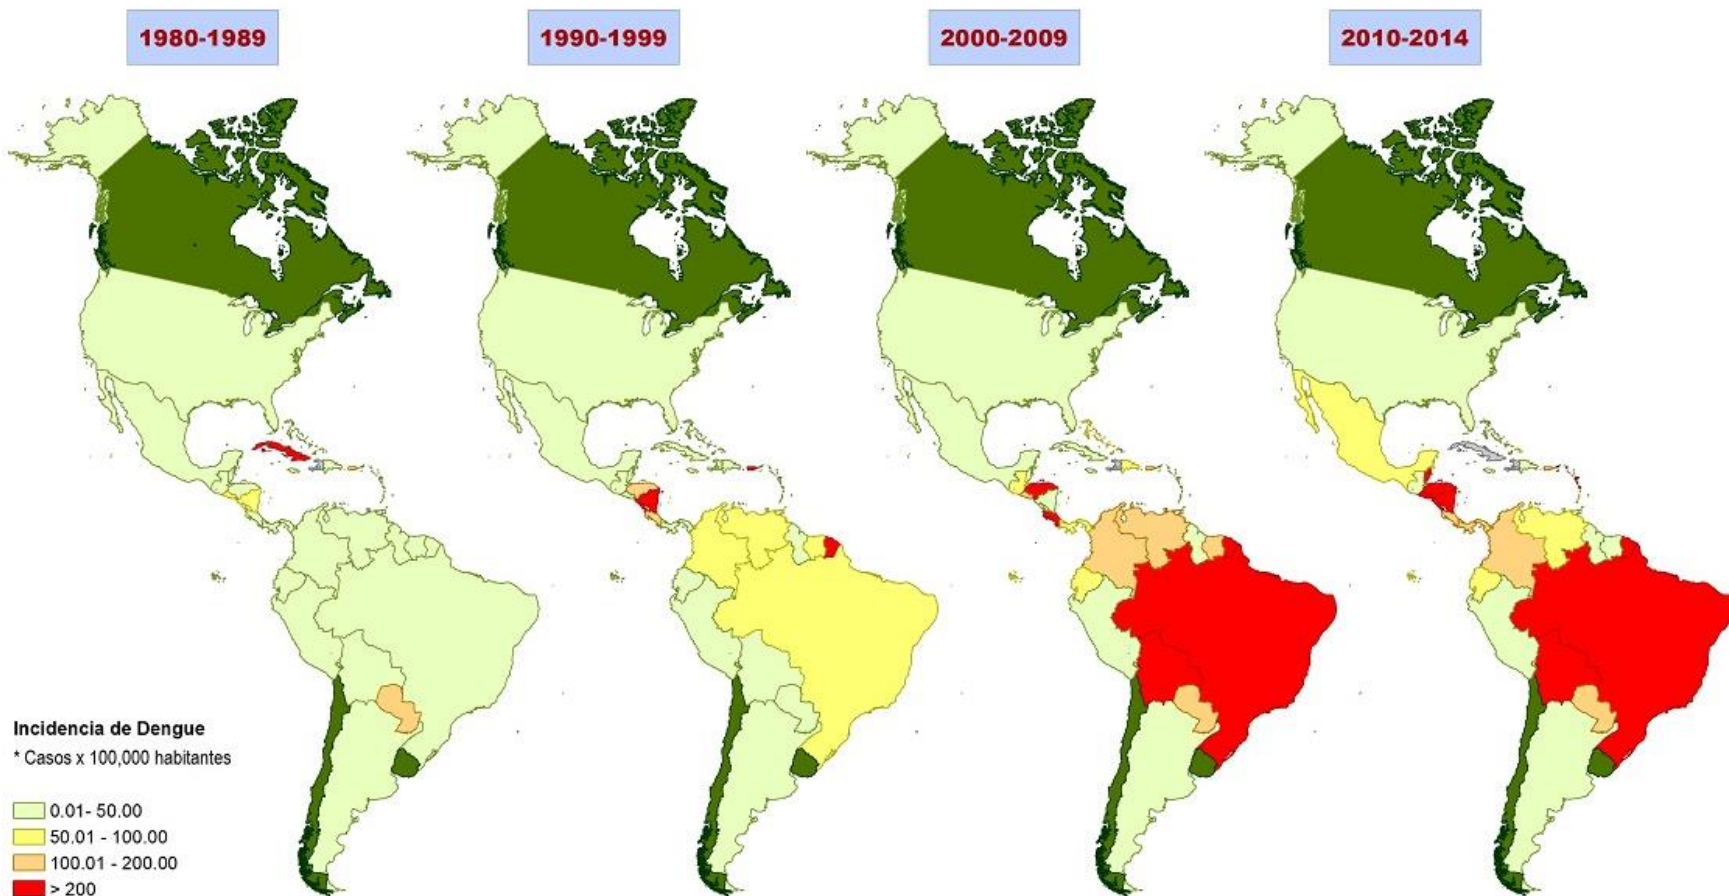 1980-1989
1990-1999
2000-2009
2010-2014
Incidencia de Dengue
* Casos x 100,000 habitantes
0.01- 50.00
50.01 - 100.00
100.01 - 200.00
> 200